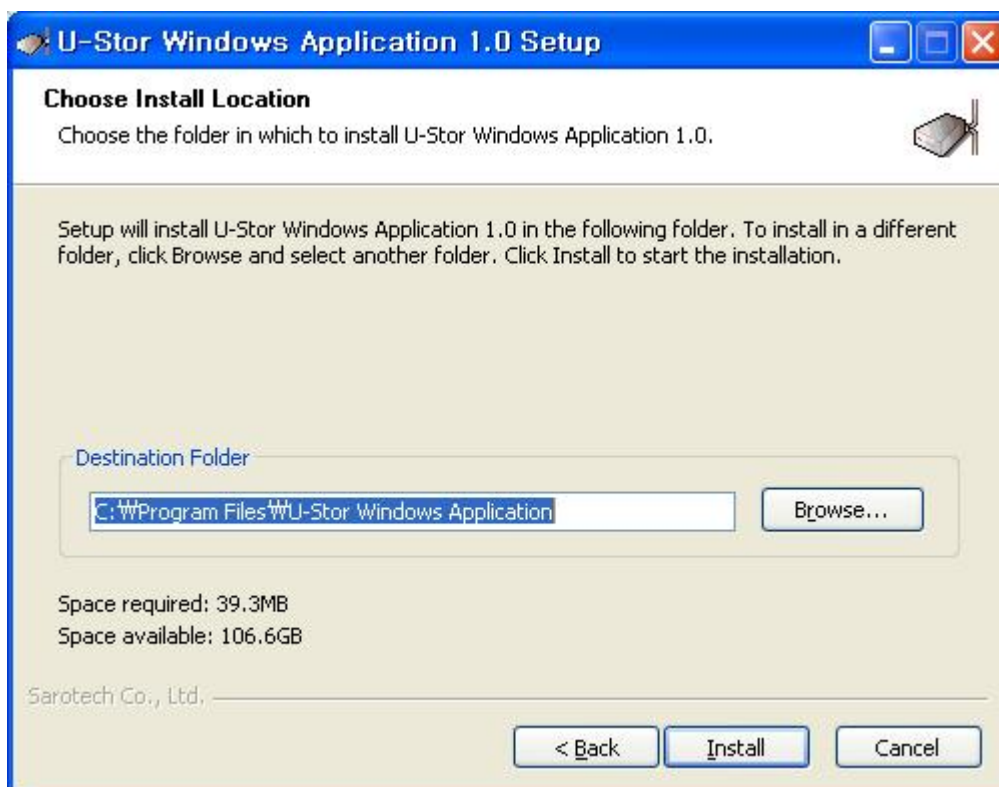 U-Stor Windows Application 1.0 Setup
Choose Install Location
Choose the folder in which to install U-Stor Windows Application 1.0.
Setup will install U-Stor Windows Application 1.0 in the following folder. To install in a different
folder, click Browse and select another folder. Click Install to start the installation.
Destination Folder
C:₩Program Files₩U-Stor Windows Application
Browse...
Space required: 39.3MB
Space available: 106.6GB
Sarotech Co., Ltd.
< Back
Install
Cancel